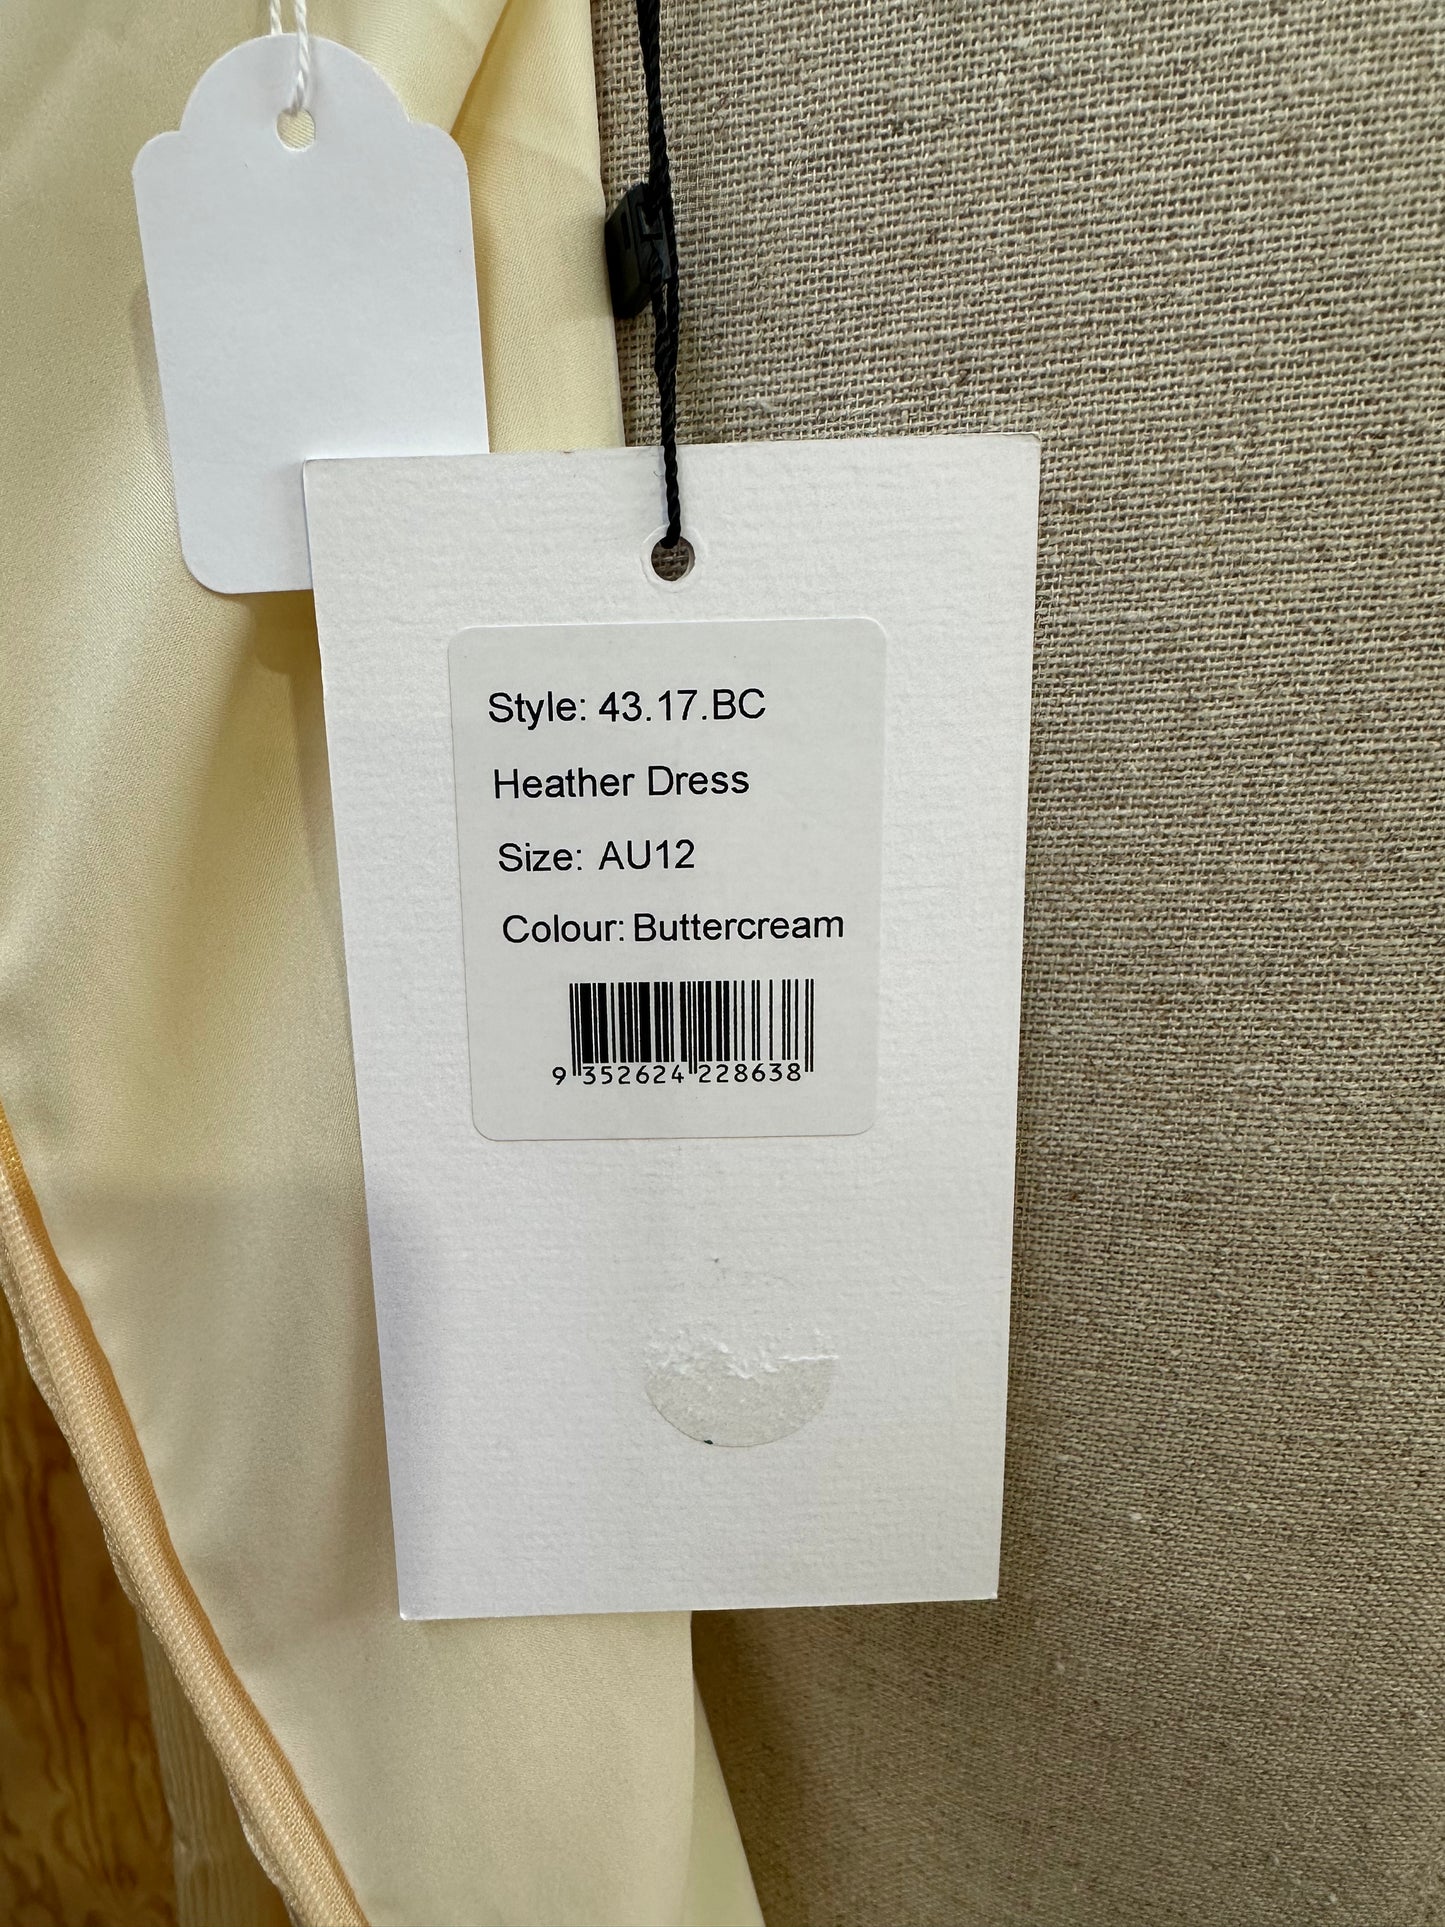 Style: 43.17.BC
Heather Dress
Size: AU12
Colour: Buttercream
9 352624 228638